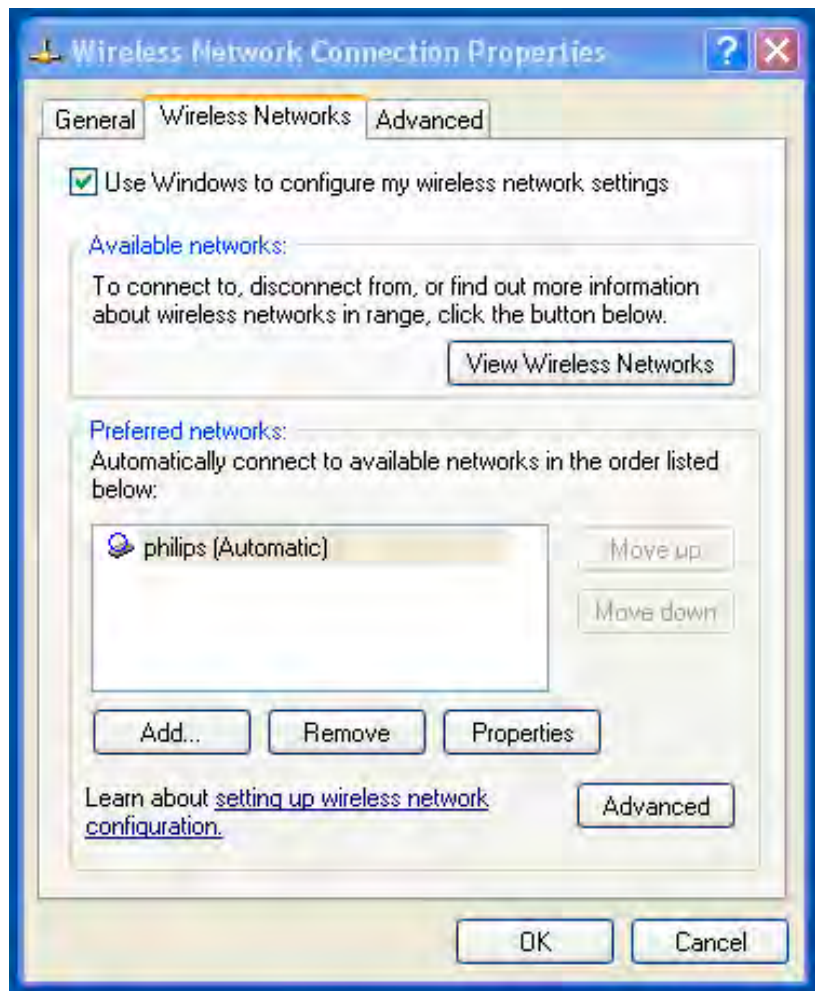 Wireless Network Connection Properties
General
Wireless Networks
Advanced
Use Windows to configure my wireless network settings
Available networks:
To connect to, disconnect from, or find out more information
about wireless networks in range, click the button below.
View Wireless Networks
Preferred networks:
Automatically connect to available networks in the order listed
below:
philips (Automatic)
Move up
Move down
Add...
Remove
Properties
Learn about setting up wireless network
configuration.
Advanced
OK
Cancel